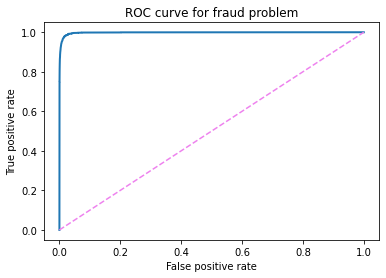 ROC curve for fraud problem
True positive rate
1.0
0.8
0.6
0.4
0.2
0.0
0.0 0.2 0.4 0.6 0.8 1.0
False positive rate